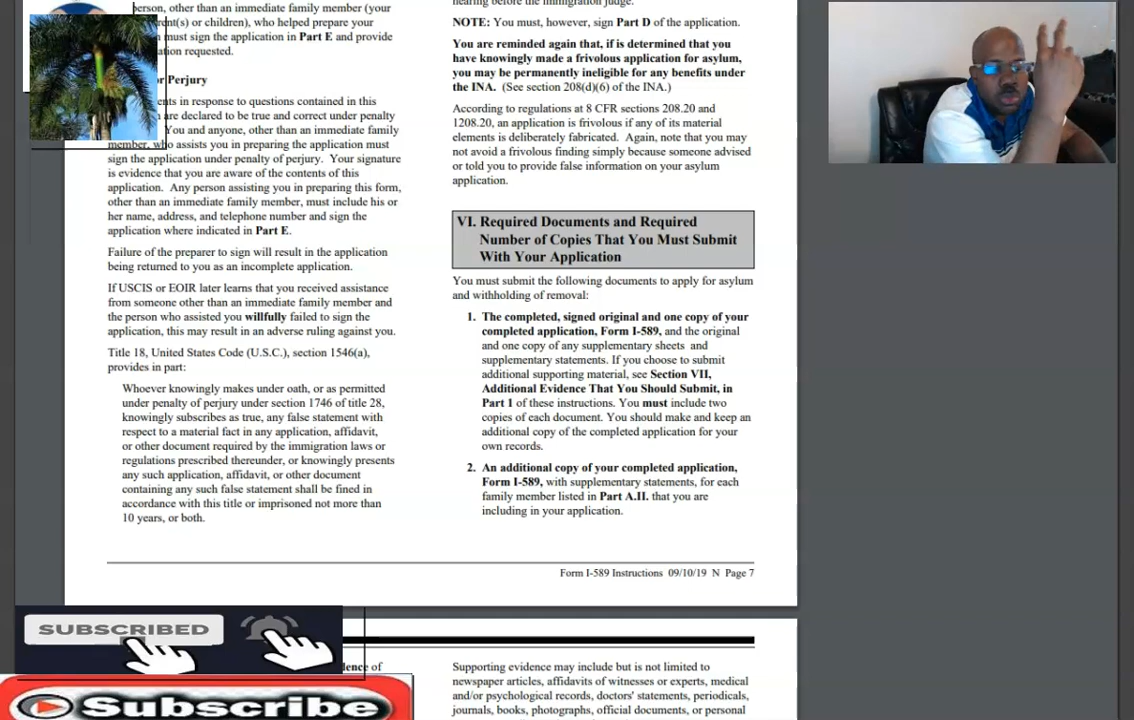 person, other than an immediate family member (your
parent(s) or children), who helped prepare your
must sign the application in Part E and provide
requested.
Perjury
in response to questions contained in this
are declared to be true and correct under penalty
You and anyone, other than an immediate family
member, who assists you in preparing the application must
sign the application under penalty of perjury. Your signature
is evidence that you are aware of the contents of this
application. Any person assisting you in preparing this form,
other than an immediate family member, must include his or
her name, address, and telephone number and sign the
application where indicated in Part E.
Failure of the preparer to sign will result in the application
being returned to you as an incomplete application.
If USCIS or EOIR later learns that you received assistance
from someone other than an immediate family member and
the person who assisted you willfully failed to sign the
application, this may result in an adverse ruling against you.
Title 18, United States Code (U.S.C.), section 1546(a),
provides in part:
Whoever knowingly makes under oath, or as permitted
under penalty of perjury under section 1746 of title 28,
knowingly subscribes as true, any false statement with
respect to a material fact in any application, affidavit,
or other document required by the immigration laws or
regulations prescribed thereunder, or knowingly presents
any such application, affidavit, or other document
containing any such false statement shall be fined in
accordance with this title or imprisoned not more than
10 years, or both.
hearing before the immigration judge.
NOTE: You must, however, sign Part D of the application.
You are reminded again that, if is determined that you
have knowingly made a frivolous application for asylum,
you may be permanently ineligible for any benefits under
the INA. (See section 208(d)(6) of the INA.)
According to regulations at 8 CFR sections 208.20 and
1208.20, an application is frivolous if any of its material
elements is deliberately fabricated. Again, note that you may
not avoid a frivolous finding simply because someone advised
or told you to provide false information on your asylum
application.
VI. Required Documents and Required
Number of Copies That You Must Submit
With Your Application
You must submit the following documents to apply for asylum
and withholding of removal:
1. The completed, signed original and one copy of your
completed application, Form I-589, and the original
and one copy of any supplementary sheets and
supplementary statements. If you choose to submit
additional supporting material, see Section VII,
Additional Evidence That You Should Submit, in
Part 1 of these instructions. You must include two
copies of each document. You should make and keep an
additional copy of the completed application for your
own records.
2. An additional copy of your completed application,
Form I-589, with supplementary statements, for each
family member listed in Part A.II. that you are
including in your application.
Form I-589 Instructions 09/10/19 N Page 7
SUBSCRIBED
Subscribe
of
Supporting evidence may include but is not limited to
newspaper articles, affidavits of witnesses or experts, medical
and/or psychological records, doctors' statements, periodicals,
journals, books, photographs, official documents, or personal